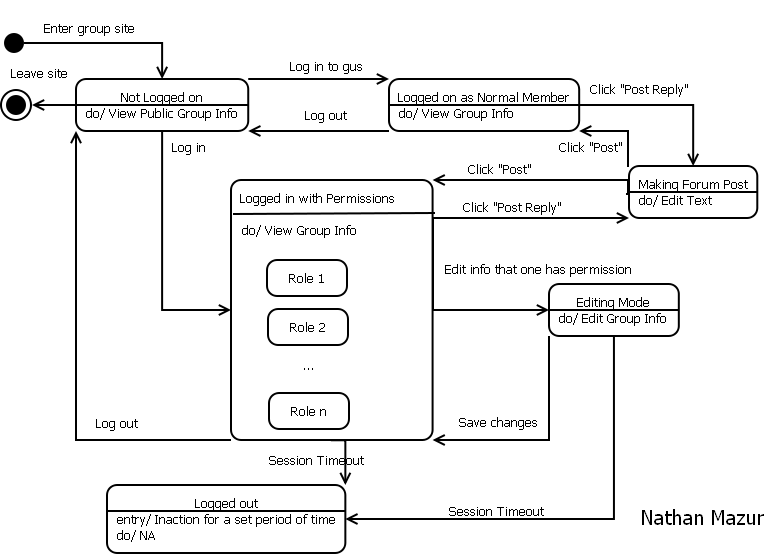 Enter group site
Leave site
Not Logged on
do/ View Public Group Info
Log in to gus
Log out
Logged on as Normal Member
do/ View Group Info
Click "Post Reply"
Click "Post"
Log in
Making Forum Post
do/ Edit Text
Click "Post"
Click "Post Reply"
Logged in with Permissions
do/ View Group Info
Role 1
Role 2
...
Role n
Edit info that one has permission
Editing Mode
do/ Edit Group Info
Save changes
Log out
Session Timeout
Logged out
entry/ Inaction for a set period of time
do/ NA
Session Timeout
Nathan Mazur